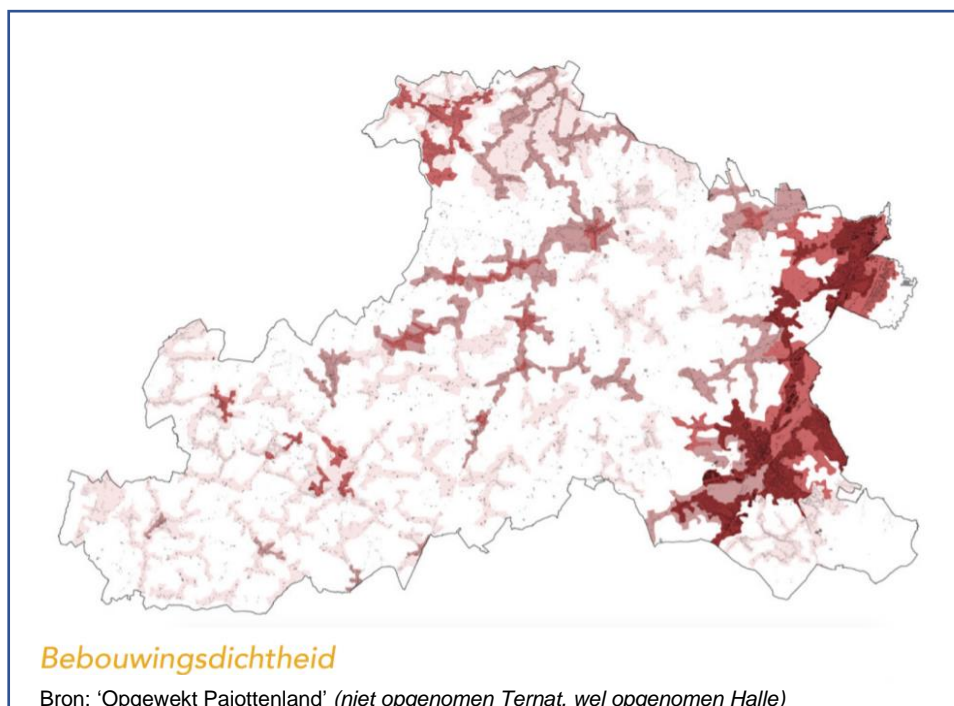 Bebouwingsdichtheid
Bron: ‘Opgewekt Pajottenland’ (niet opgenomen Ternat, wel opgenomen Halle)